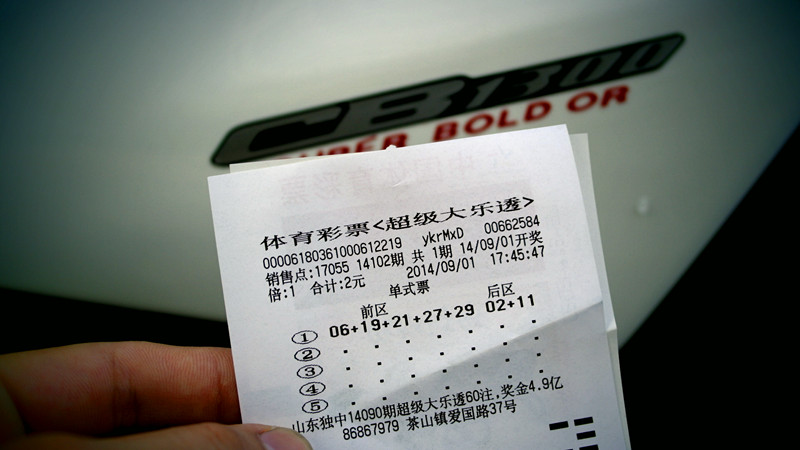 CB1300
SUPER BOLD OR
体育彩票<超级大乐透>
00006180361000612219 ykrMxD 00662584
销售点:17055 14102期 共 1期 14/09/01开奖
倍:1 合计:2元 2014/09/01 17:45:47
单式票
前区 后区
① 06+19+21+27+29 02+11
②
③
④
⑤
山东独中14090期超级大乐透60注,奖金4.9亿
86867979 茶山镇爱国路37号